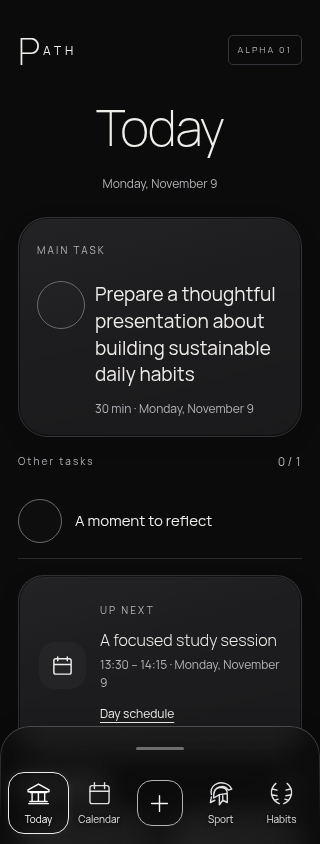 PATH
ALPHA 01
Today
Monday, November 9
MAIN TASK
Prepare a thoughtful
presentation about
building sustainable
daily habits
30 min · Monday, November 9
Other tasks
0 / 1
A moment to reflect
UP NEXT
A focused study session
13:30 – 14:15 · Monday, November
9
Day schedule
Today
Calendar
Sport
Habits